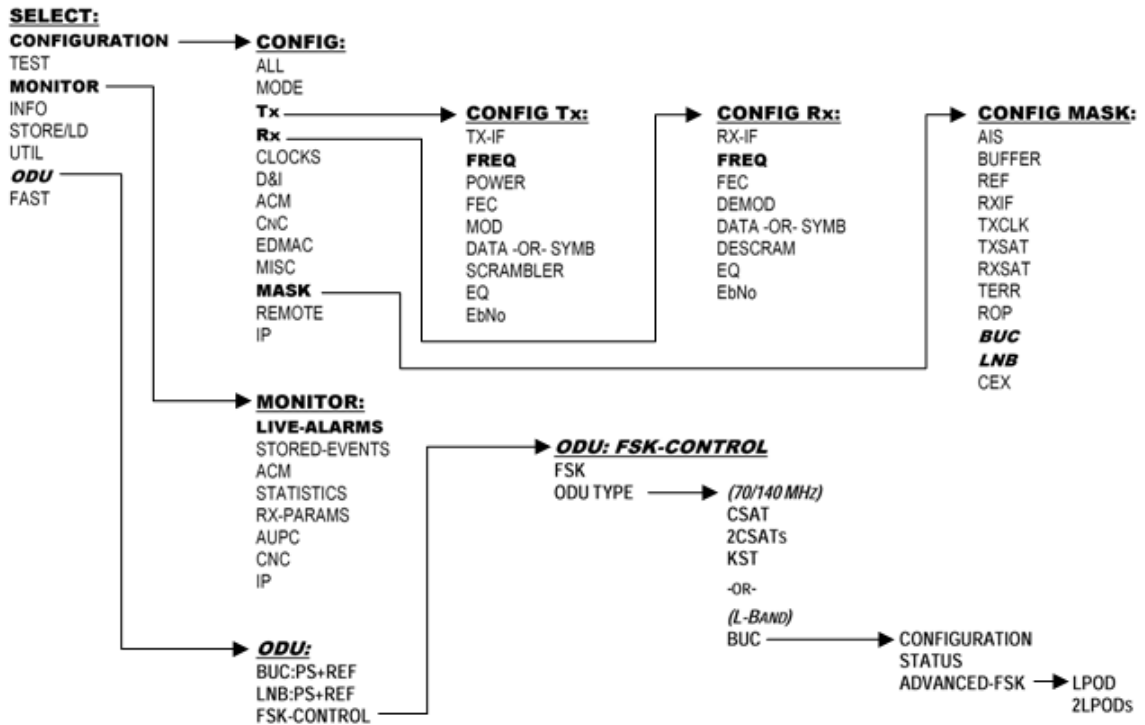 SELECT:
CONFIGURATION
TEST
MONITOR
INFO
STORE/LD
UTIL
ODU
FAST
CONFIG:
ALL
MODE
Tx
Rx
CLOCKS
D&I
ACM
CNC
EDMAC
MISC
MASK
REMOTE
IP
CONFIG Tx:
TX-IF
FREQ
POWER
FEC
MOD
DATA -OR- SYMB
SCRAMBLER
EQ
EbNo
CONFIG Rx:
RX-IF
FREQ
FEC
DEMOD
DATA -OR- SYMB
DESCRAM
EQ
EbNo
CONFIG MASK:
AIS
BUFFER
REF
RXIF
TXCLK
TXSAT
RXSAT
TERR
ROP
BUC
LNB
CEX
MONITOR:
LIVE-ALARMS
STORED-EVENTS
ACM
STATISTICS
RX-PARAMS
AUPC
CNC
IP
ODU:
BUC:PS+REF
LNB:PS+REF
FSK-CONTROL
ODU: FSK-CONTROL
FSK
ODU TYPE
(70/140 MHz)
CSAT
2CSATs
KST
-OR-
(L-BAND)
BUC
CONFIGURATION
STATUS
ADVANCED-FSK
LPOD
2LPODs